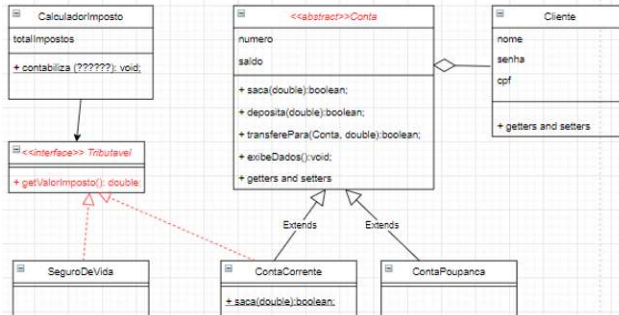 CalculadorImposto
totalImpostos
+ contabiliza (??????): void;
<<interface>> Tributavel
+ getValorImposto(): double
<<abstract>>Conta
numero
saldo
+ saca(double):boolean;
+ deposita(double):boolean;
+ transferePara(Conta, double):boolean;
+ exibeDados():void;
+ getters and setters
Cliente
nome
senha
cpf
+ getters and setters
Extends
Extends
SeguroDeVida
ContaCorrente
+ saca(double):boolean;
ContaPoupanca